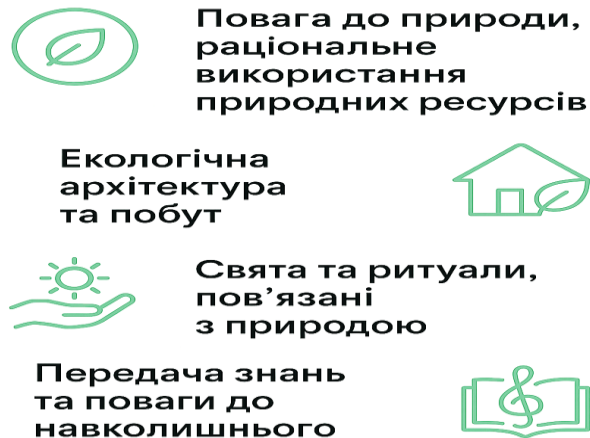 Повага до природи,
раціональне
використання
природних ресурсів
Екологічна
архітектура
та побут
Свята та ритуали,
пов’язані
з природою
Передача знань
та поваги до
навколишнього